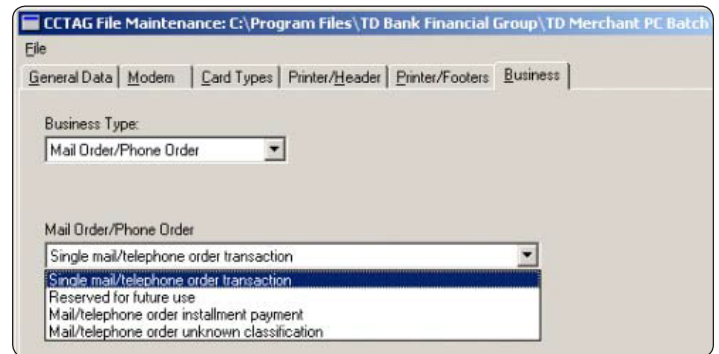 CCTAG File Maintenance: C:\Program Files\TD Bank Financial Group\TD Merchant PC Batch
File
General Data Modem Card Types Printer/Header Printer/Footers Business
Business Type:
Mail Order/Phone Order
Mail Order/Phone Order
Single mail/telephone order transaction
Single mail/telephone order transaction
Reserved for future use
Mail/telephone order installment payment
Mail/telephone order unknown classification